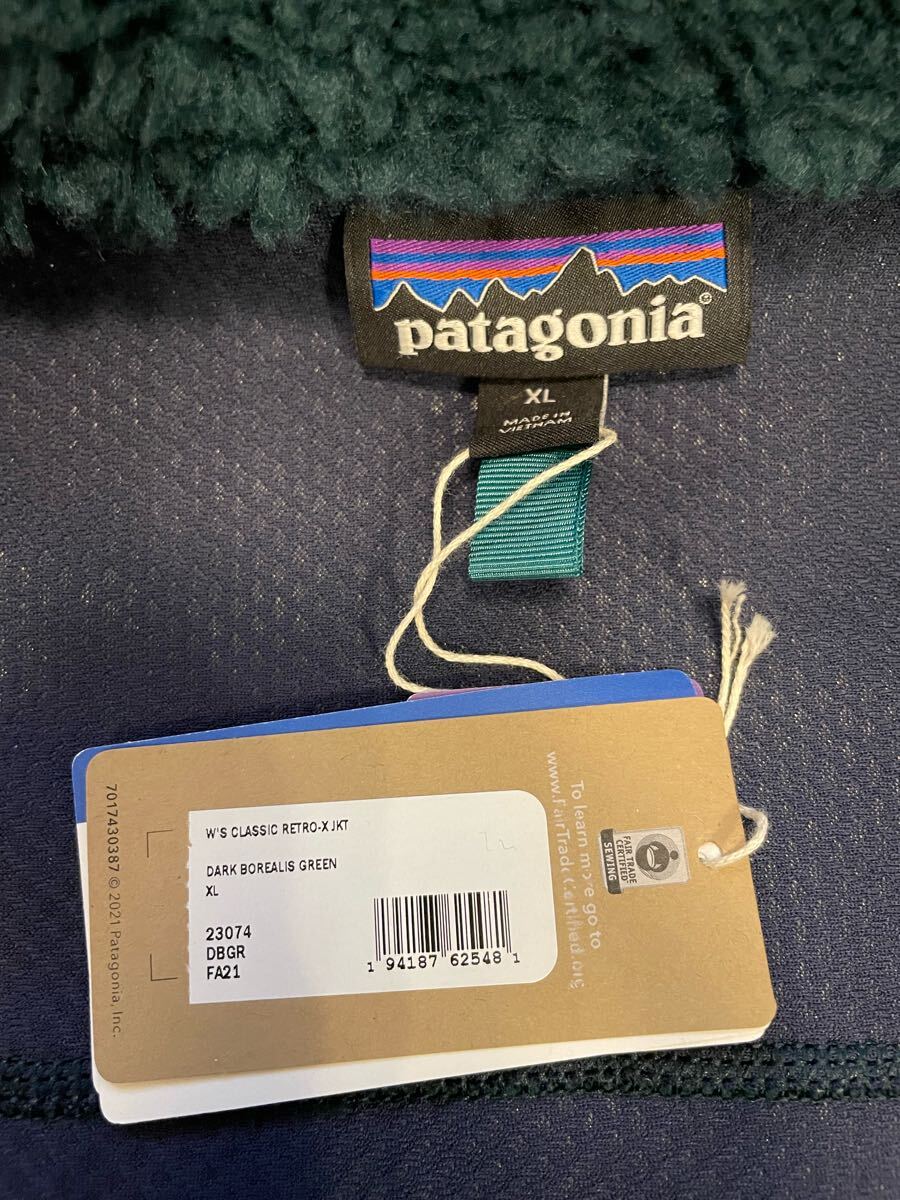 patagonia®
XL
MADE IN
VIETNAM
7017430387 © 2021 Patagonia, Inc.
W'S CLASSIC RETRO-X JKT
DARK BOREALIS GREEN
XL
23074
DBGR
FA21
1 94187 62548 1
FAIR TRADE
CERTIFIED
SEWING
To learn more go to
www.FairTradeCertified.org